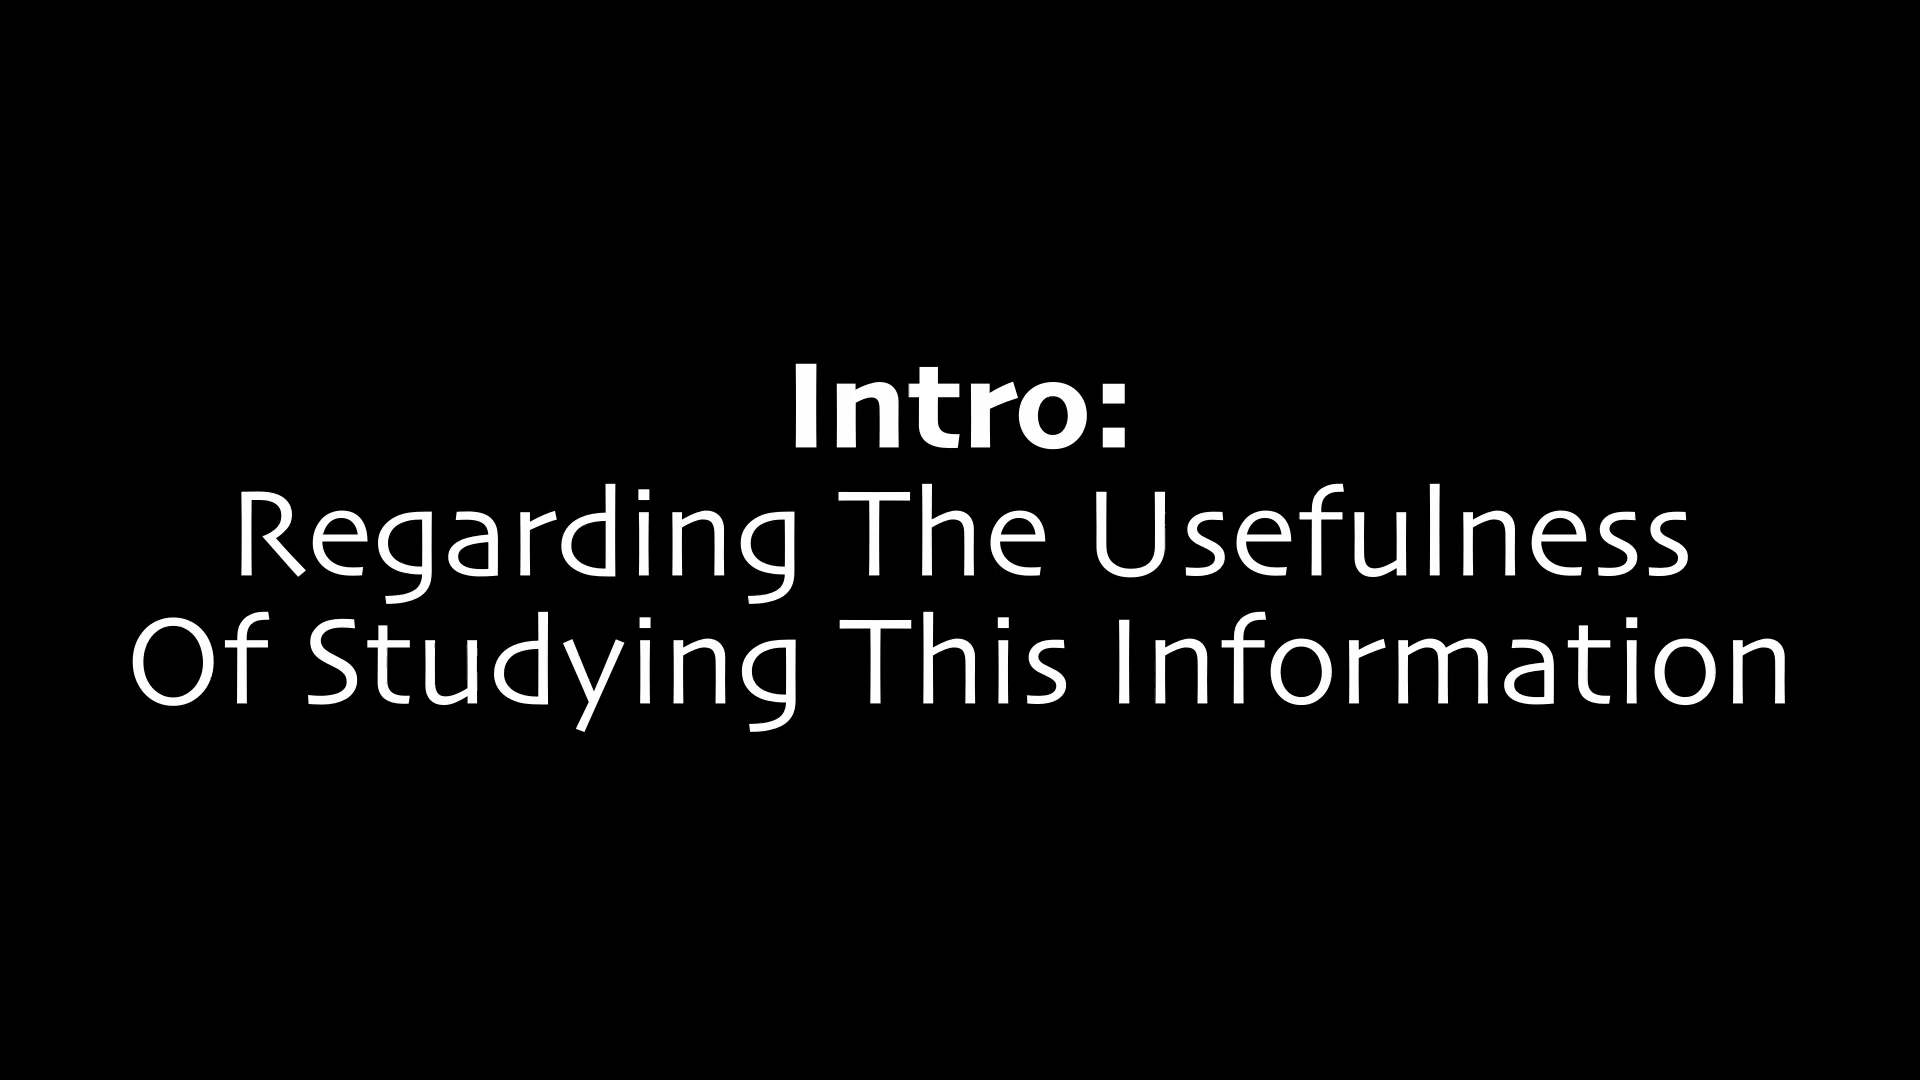 Intro:
Regarding The Usefulness
Of Studying This Information